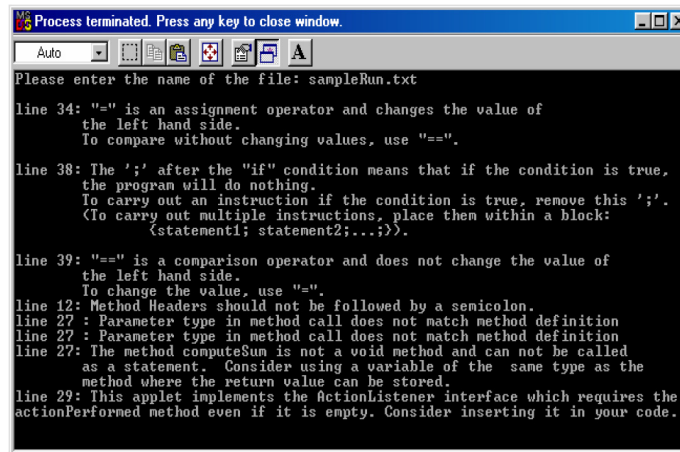 Process terminated. Press any key to close window.
Auto
A
Please enter the name of the file: sampleRun.txt
line 34: "=" is an assignment operator and changes the value of
the left hand side.
To compare without changing values, use "==".
line 38: The ';' after the "if" condition means that if the condition is true,
the program will do nothing.
To carry out an instruction if the condition is true, remove this ';'.
(To carry out multiple instructions, place them within a block:
{statement1; statement2;...;}).
line 39: "==" is a comparison operator and does not change the value of
the left hand side.
To change the value, use "=".
line 12: Method Headers should not be followed by a semicolon.
line 27 : Parameter type in method call does not match method definition
line 27 : Parameter type in method call does not match method definition
line 27: The method computeSum is not a void method and can not be called
as a statement.  Consider using a variable of the  same type as the
method where the return value can be stored.
line 29: This applet implements the ActionListener interface which requires the
actionPerformed method even if it is empty. Consider inserting it in your code.